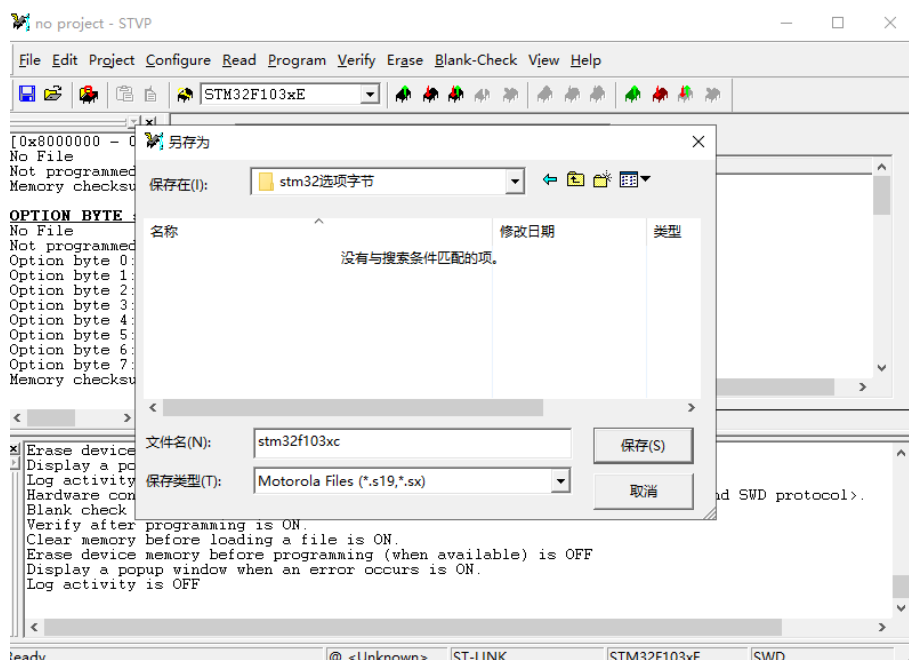 no project - STVP
File Edit Project Configure Read Program Verify Erase Blank-Check View Help
STM32F103xE
[0x8000000 - 0
No File
Not programmed
Memory checksu
OPTION BYTE
No File
Not programmed
Option byte 0:
Option byte 1:
Option byte 2:
Option byte 3:
Option byte 4:
Option byte 5:
Option byte 6:
Option byte 7:
Memory checksu
另存为
保存在(I):
stm32选项字节
名称 修改日期 类型
没有与搜索条件匹配的项。
文件名(N):
stm32f103xc
保存(S)
保存类型(T):
Motorola Files (*.s19,*.sx)
取消
Erase device
Display a po
Log activity
Hardware con nd SWD protocol>.
Blank check
Verify after programming is ON.
Clear memory before loading a file is ON.
Erase device memory before programming (when available) is OFF
Display a popup window when an error occurs is ON.
Log activity is OFF
Ready @ <Unknown> ST-LINK STM32F103xE SWD